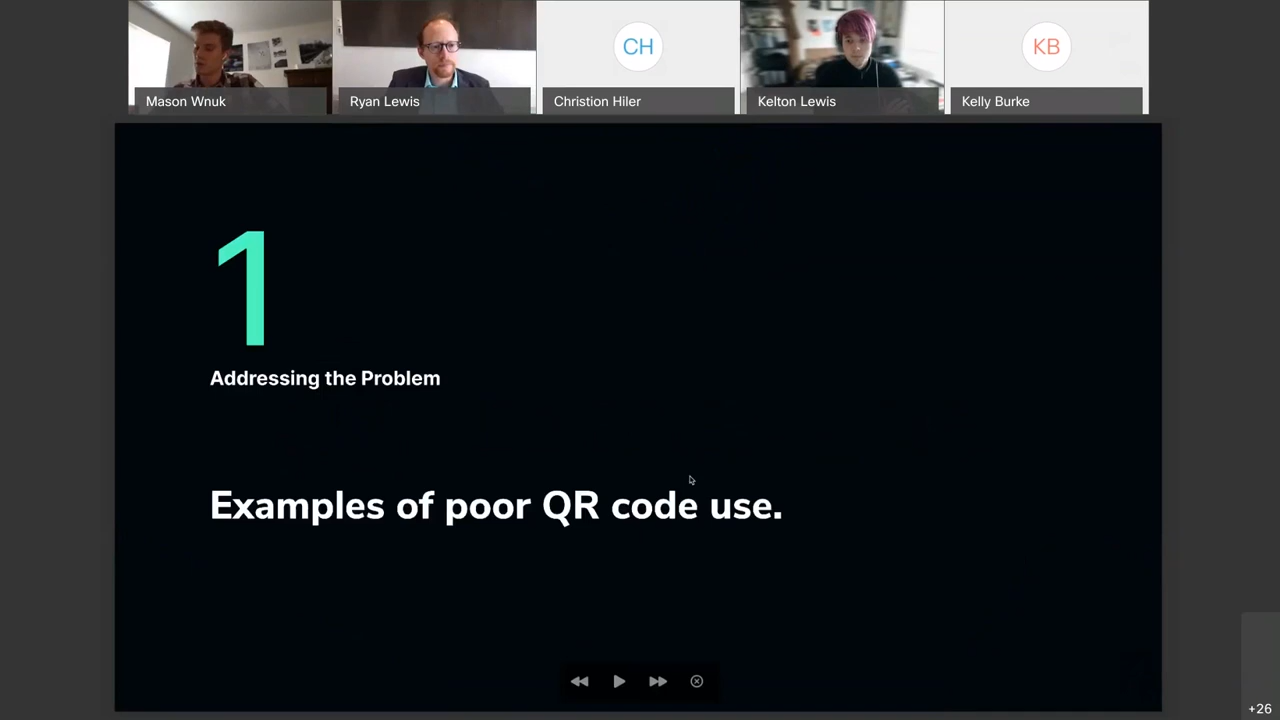 Mason Wnuk
Ryan Lewis
CH
Christion Hiler
Kelton Lewis
KB
Kelly Burke
1
Addressing the Problem
Examples of poor QR code use.
+26